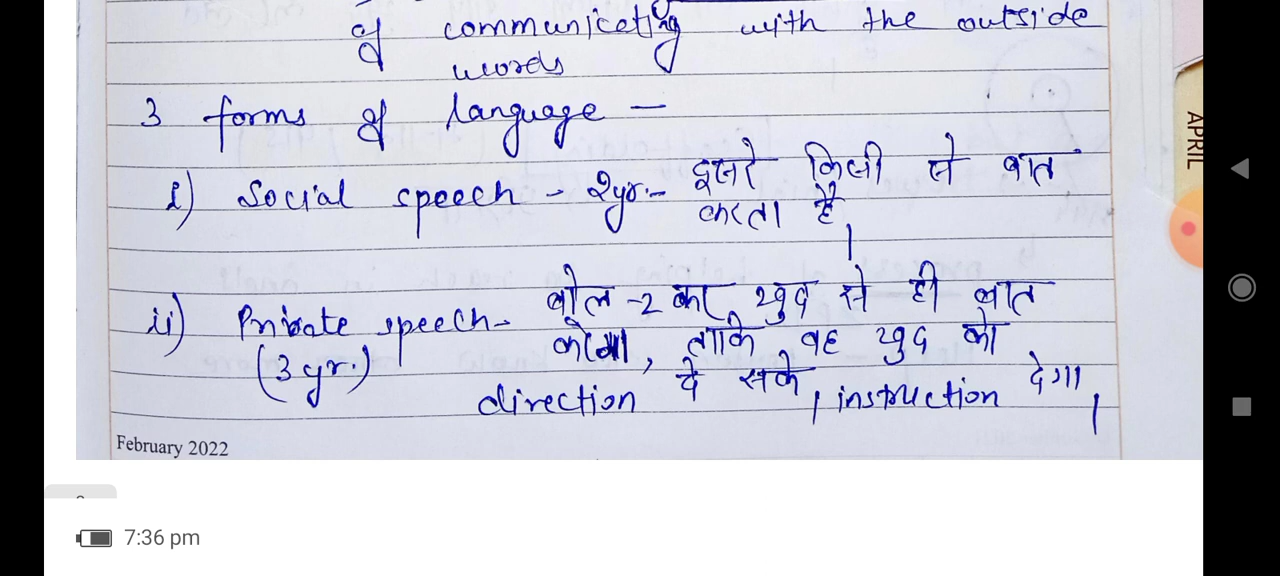 of communiceting with the outside
words
3 forms of language —
i) Social speech - 2yr. - दूसरे किसी से बात
करता है।
ii) Private speech - बोल-2 कर खुद से ही बात
(3 yr.) करेगा, ताकि वह खुद को
direction दे सके, instruction देगा।
February 2022
APRIL
7:36 pm